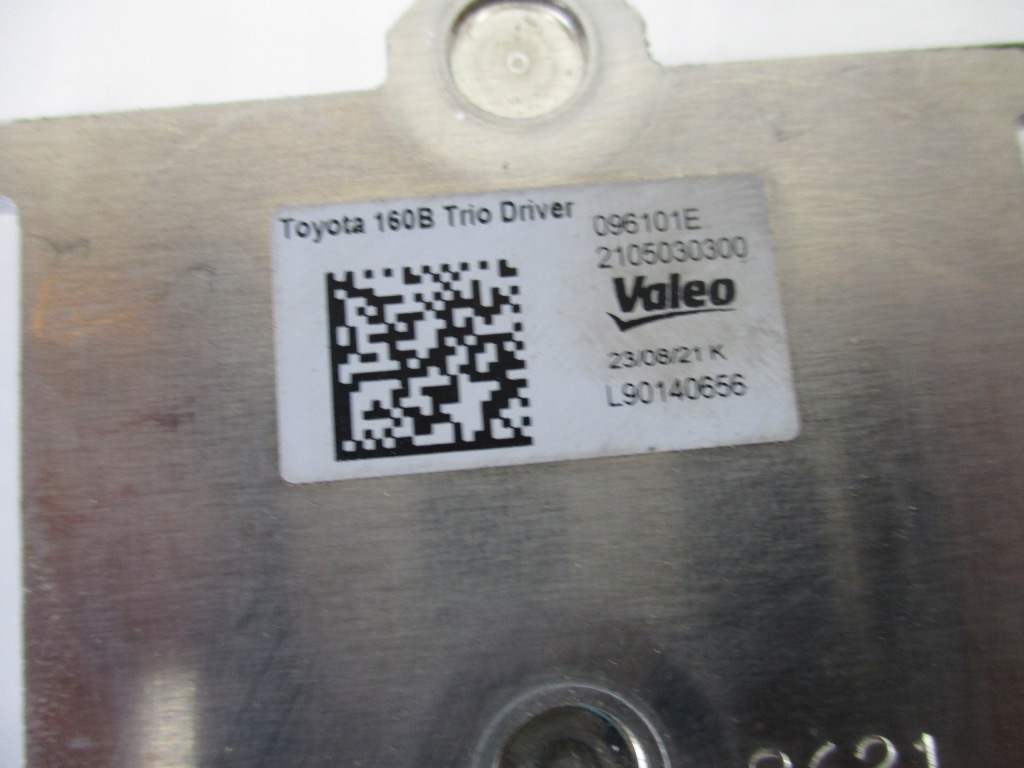 Toyota 160B Trio Driver
096101E
2105030300
Valeo
23/08/21 K
L90140656